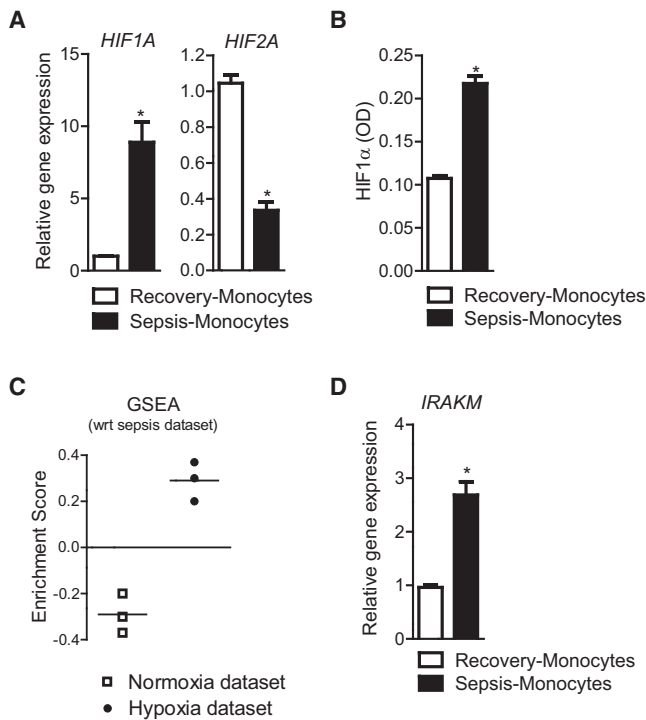 A
HIF1A
HIF2A
Relative gene expression
15
10
5
0
*
1.2
1.0
0.8
0.6
0.4
0.2
0.0
*
Recovery-Monocytes
Sepsis-Monocytes
B
HIF1α (OD)
0.25
0.20
0.15
0.10
0.05
0.00
*
Recovery-Monocytes
Sepsis-Monocytes
C
GSEA
(wrt sepsis dataset)
Enrichment Score
0.4
0.2
0.0
-0.2
-0.4
Normoxia dataset
Hypoxia dataset
D
IRAKM
Relative gene expression
4
3
2
1
0
*
Recovery-Monocytes
Sepsis-Monocytes